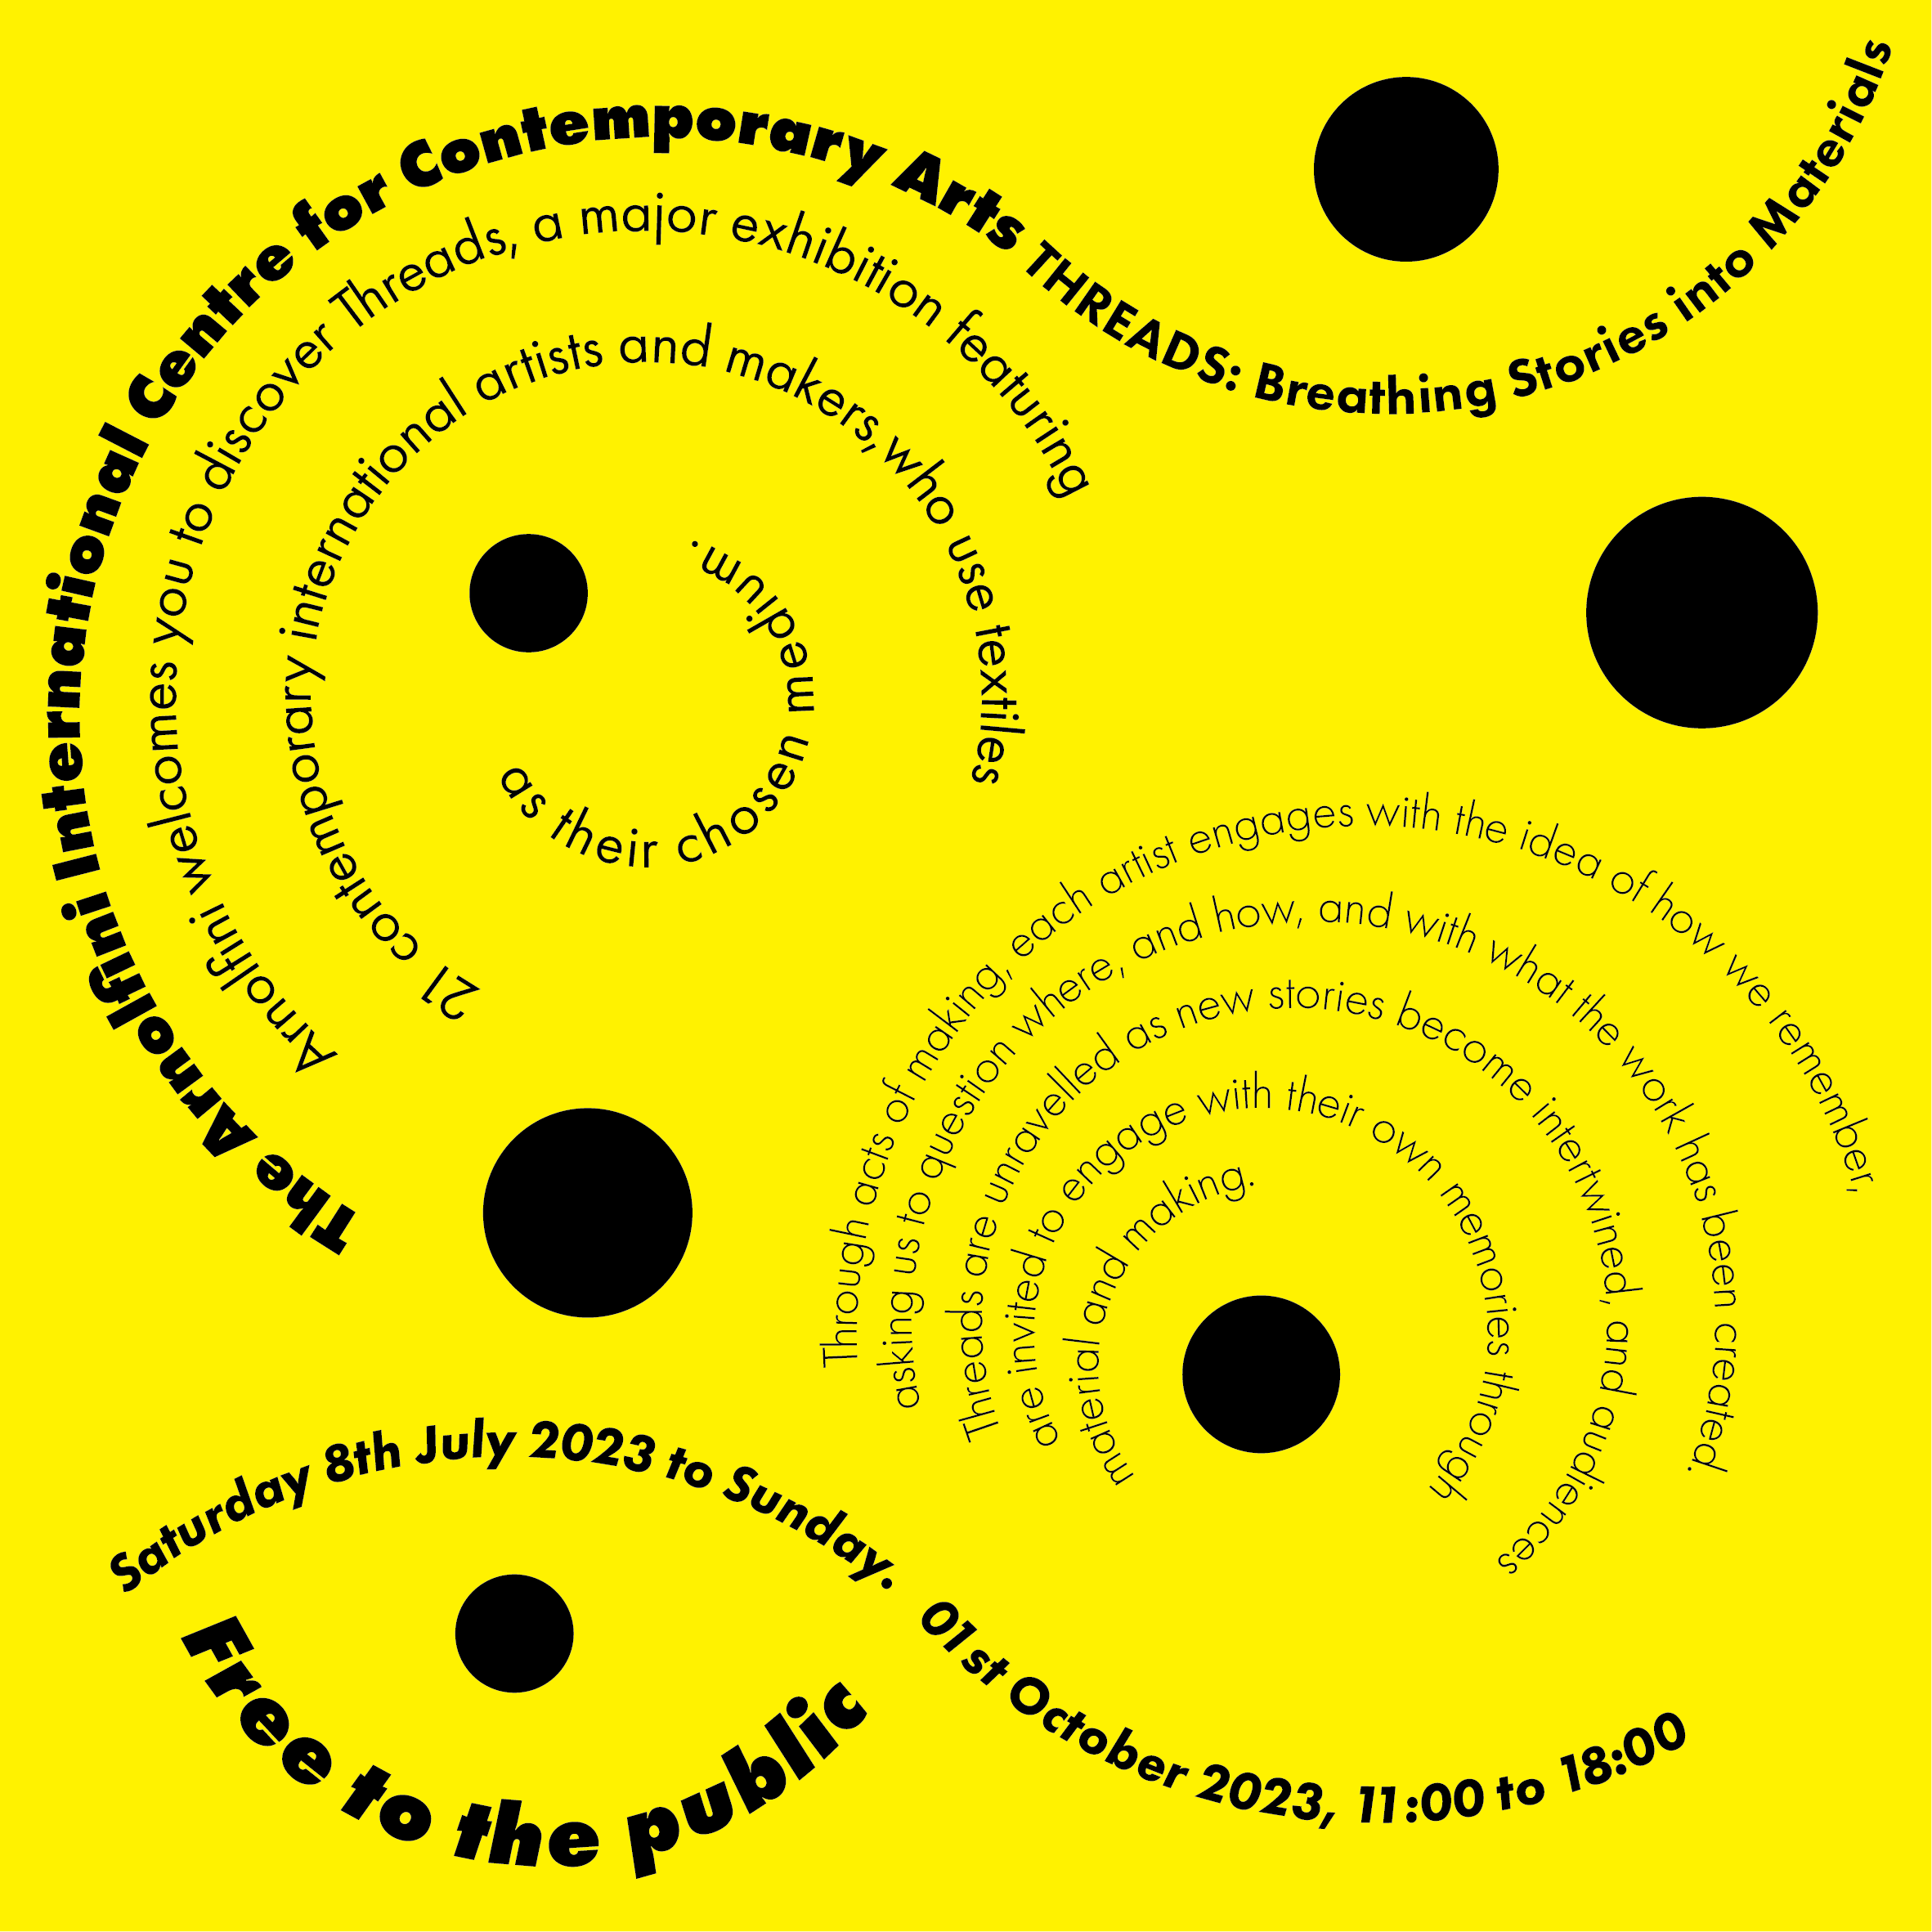 The Arnolfini International Centre for Contemporary Arts THREADS: Breathing Stories into Materials
Arnolfini welcomes you to discover Threads, a major exhibition featuring
21 contemporary international artists and makers,who use textiles
as their chosen medium.
Through acts of making, each artist engages with the idea of how we remember,
asking us to question where, and how, and with what the work has been created.
Threads are unravelled as new stories become intertwined, and audiences
are invited to engage with their own memories through
material and making.
Saturday 8th July 2023 to Sunday. 01st October 2023, 11:00 to 18:00
Free to the public